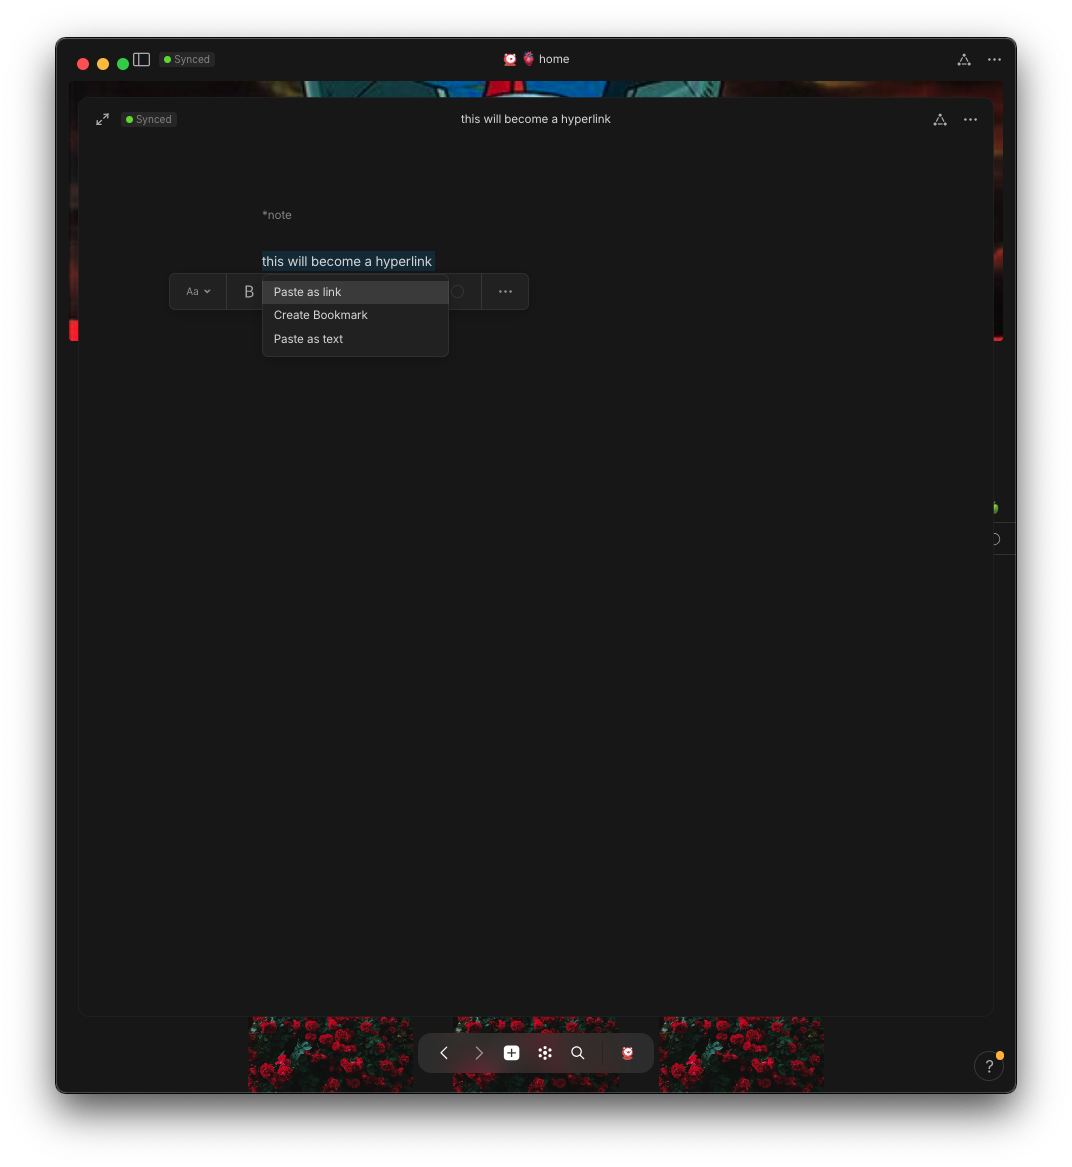 Synced
home
Synced
this will become a hyperlink
*note
this will become a hyperlink
Aa
B
Paste as link
Create Bookmark
Paste as text
?